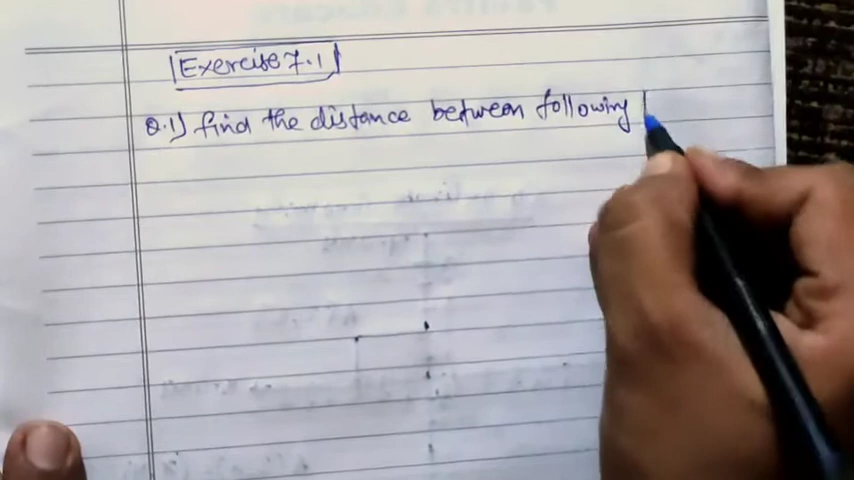 Exercise 7.1
Q.1) find the distance between following